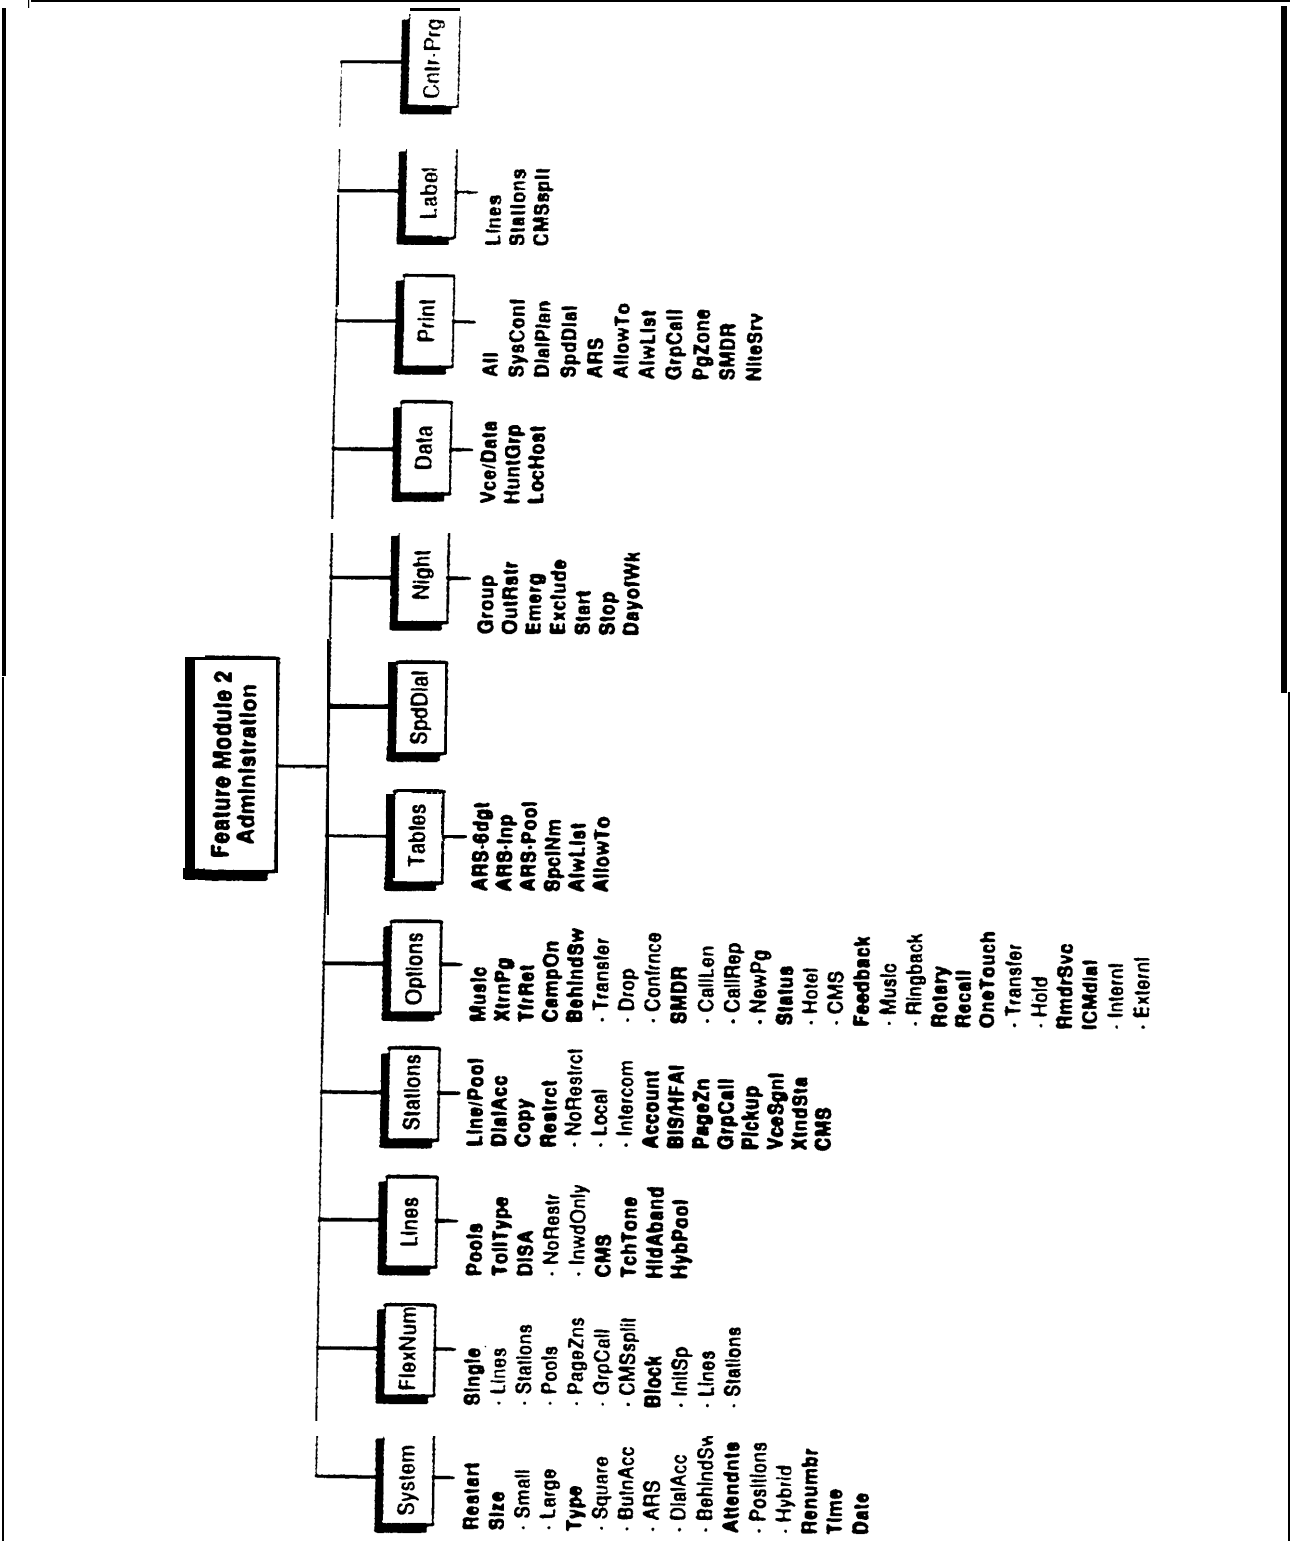 Feature Module 2
Administration
System
Restart
Size
· Small
· Large
Type
· Square
· ButnAcc
· ARS
· DialAcc
· BehIndSw
Attendnts
· Positions
· Hybrid
Renumbr
Time
Date
FlexNum
Single
· Lines
· Stations
· Pools
· PageZns
· GrpCall
· CMSsplit
Block
· InitSp
· Lines
· Stations
Lines
Pools
TollType
DISA
· NoRestr
· InwdOnly
CMS
TchTone
HldAband
HybPool
Stations
Line/Pool
DialAcc
Copy
Restrct
· NoRestrct
· Local
· Intercom
Account
BIS/HFAI
PageZn
GrpCall
Pickup
VceSgnl
XtndSta
CMS
Options
Music
XtrnPg
TfrRet
CampOn
BehIndSw
· Transfer
· Drop
· Confrnce
SMDR
· CallLen
· CallRep
· NewPg
Status
· Hotel
· CMS
Feedback
· Music
· Ringback
Rotary
Recall
OneTouch
· Transfer
· Hold
RmdrSvc
ICMdial
· Internl
· Externl
Tables
ARS-6dgt
ARS-Inp
ARS-Pool
SpclNm
AlwList
AllowTo
SpdDial
Night
Group
OutRstr
Emerg
Exclude
Start
Stop
DayofWk
Data
Vce/Data
HuntGrp
LocHost
Print
All
SysConf
DialPlan
SpdDial
ARS
AllowTo
AlwList
GrpCall
PgZone
SMDR
NiteSrv
Label
Lines
Stations
CMSsplt
Cntr-Prg